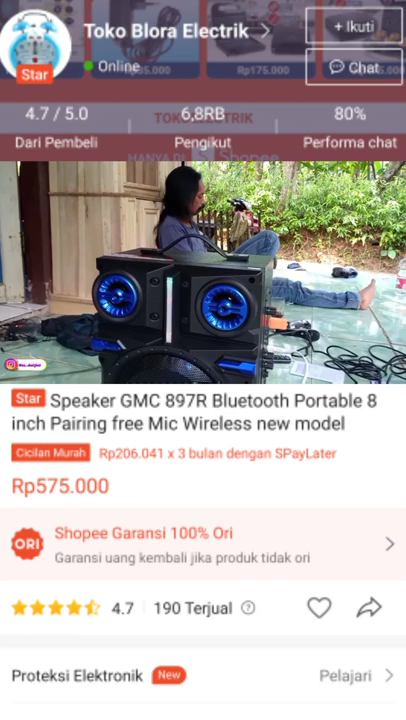 Toko Blora Electrik
+ Ikuti
Star
Online
Rp175.000
Chat
4.7 / 5.0
6,8RB
80%
TOKO ELECTRIK
Dari Pembeli
Pengikut
Performa chat
Shopee
Star Speaker GMC 897R Bluetooth Portable 8
inch Pairing free Mic Wireless new model
Cicilan Murah Rp206.041 x 3 bulan dengan SPayLater
Rp575.000
ORI
Shopee Garansi 100% Ori
Garansi uang kembali jika produk tidak ori
4.7
190 Terjual
Proteksi Elektronik New
Pelajari